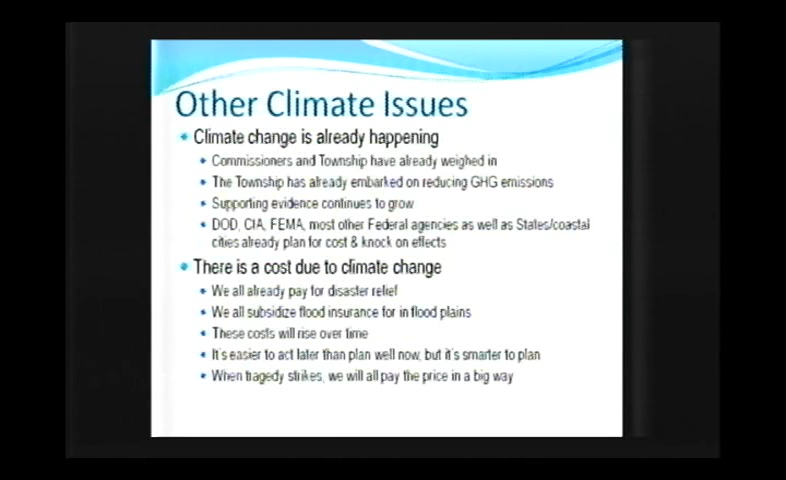 Other Climate Issues
Climate change is already happening
Commissioners and Township have already weighed in
The Township has already embarked on reducing GHG emissions
Supporting evidence continues to grow
DOD, CIA, FEMA, most other Federal agencies as well as States/coastal
cities already plan for cost & knock on effects
There is a cost due to climate change
We all already pay for disaster relief
We all subsidize flood insurance for in flood plains
These costs will rise over time
It's easier to act later than plan well now, but it's smarter to plan
When tragedy strikes, we will all pay the price in a big way